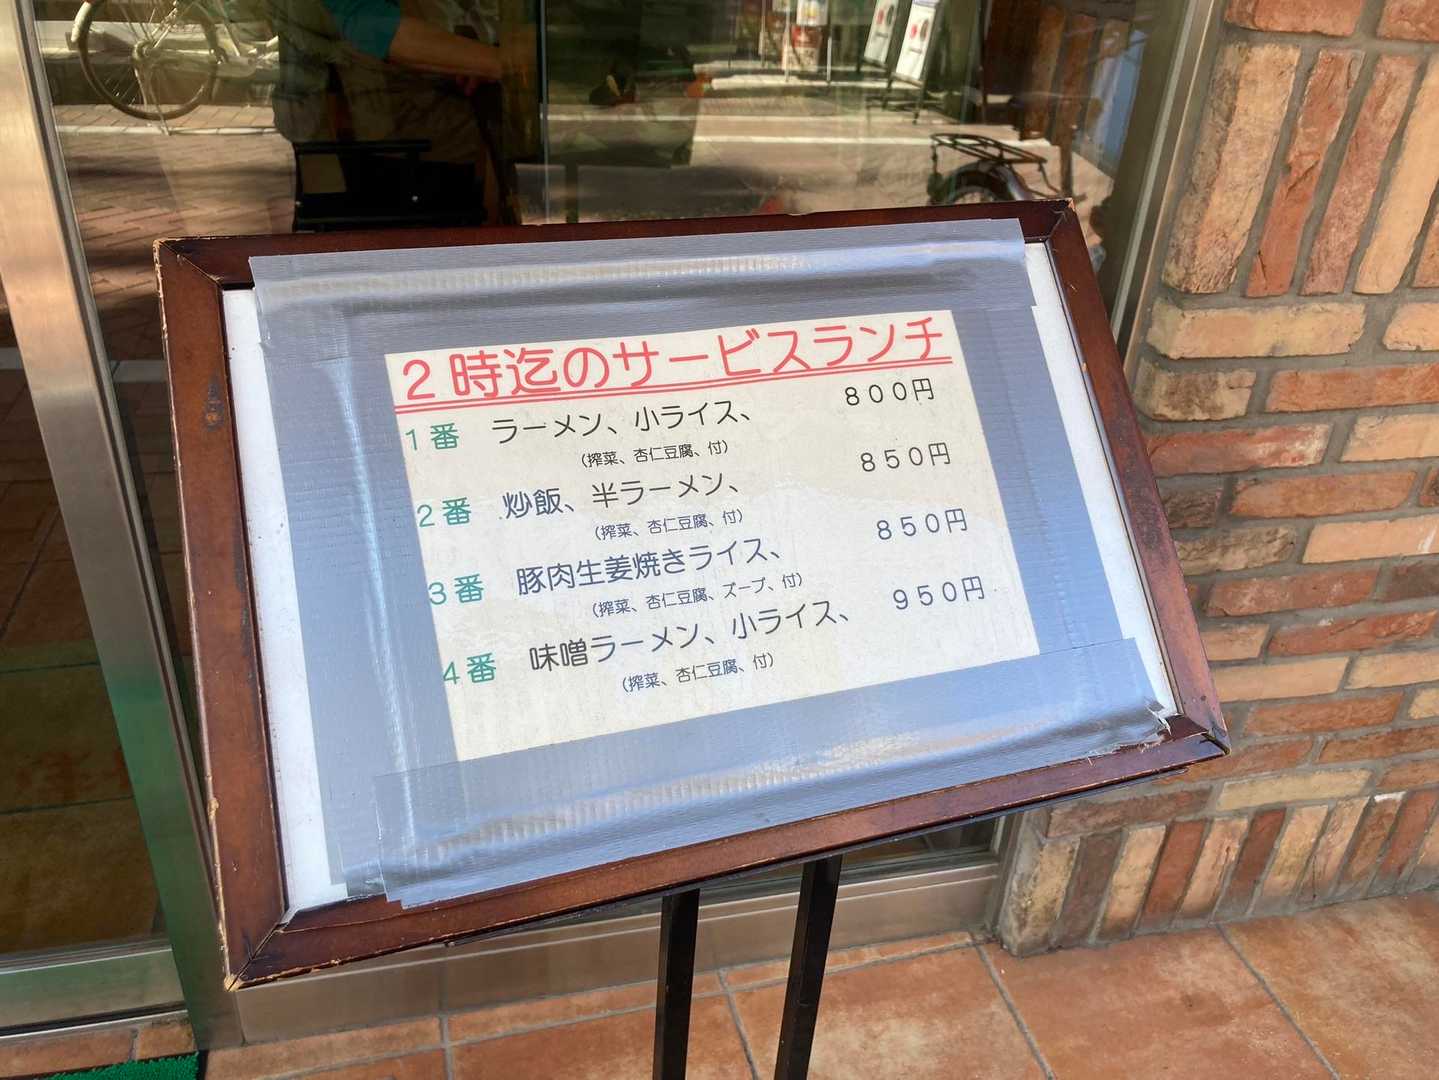 2時迄のサービスランチ
1番 ラーメン、小ライス、 800円
(搾菜、杏仁豆腐、付)
2番 炒飯、半ラーメン、 850円
(搾菜、杏仁豆腐、付)
3番 豚肉生姜焼きライス、 850円
(搾菜、杏仁豆腐、スープ、付)
4番 味噌ラーメン、小ライス、 950円
(搾菜、杏仁豆腐、付)